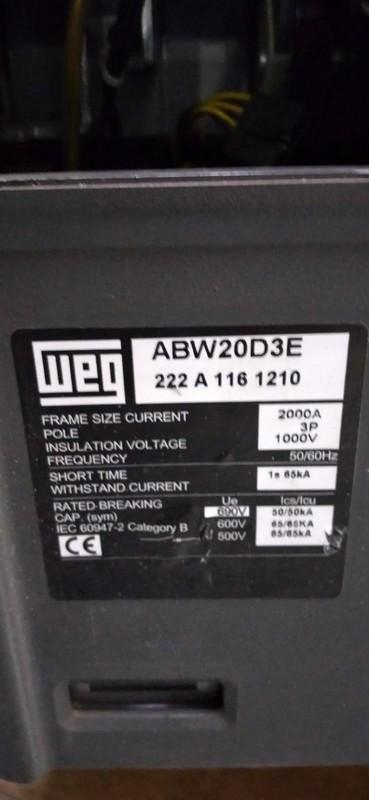 weg
ABW20D3E
222 A 116 1210
FRAME SIZE CURRENT 2000A
POLE 3P
INSULATION VOLTAGE 1000V
FREQUENCY 50/60Hz
SHORT TIME
WITHSTAND CURRENT 1s 65kA
RATED BREAKING Ue Ics/Icu
CAP. (sym) 690V 50/50kA
IEC 60947-2 Category B 600V 65/65KA
CE 500V 65/65kA